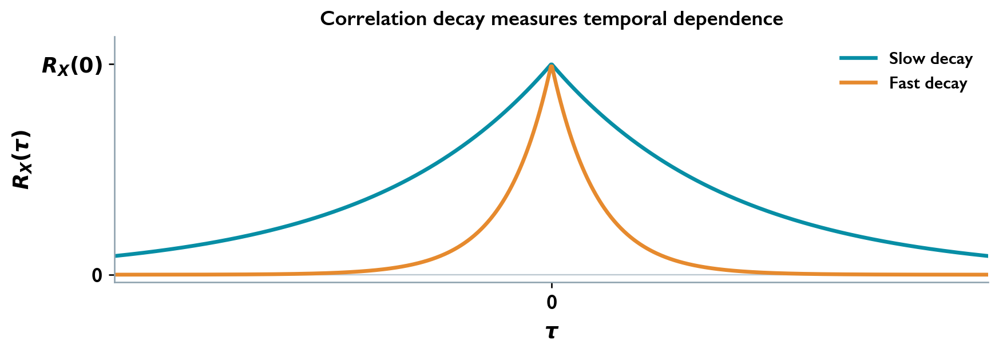 Correlation decay measures temporal dependence
R_X(0)
Slow decay
Fast decay
R_X(τ)
0
0
τ